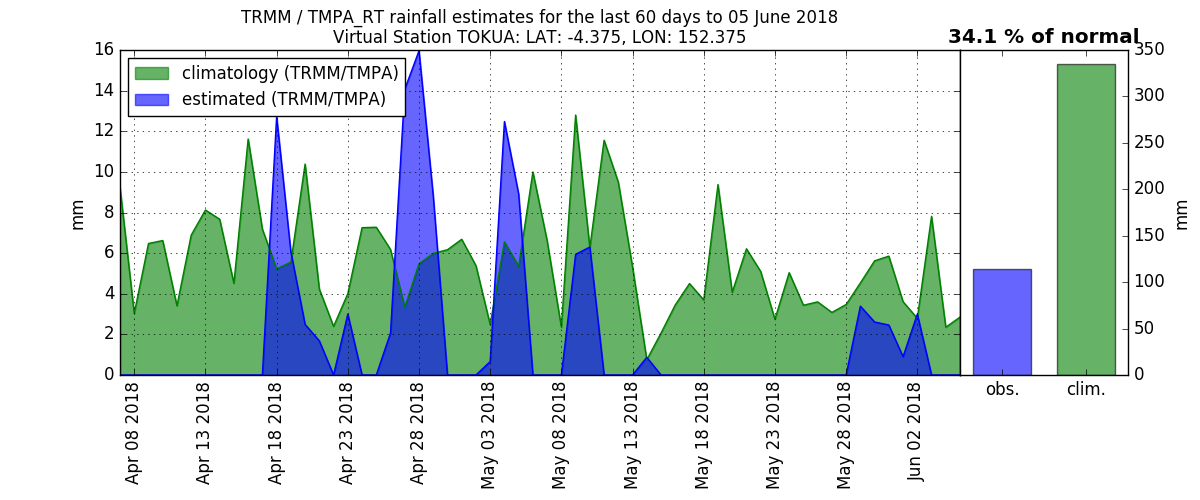 TRMM / TMPA_RT rainfall estimates for the last 60 days to 05 June 2018
Virtual Station TOKUA: LAT: -4.375, LON: 152.375
34.1 % of normal
climatology (TRMM/TMPA)
estimated (TRMM/TMPA)
16
14
12
10
8
6
4
2
0
mm
Apr 08 2018
Apr 13 2018
Apr 18 2018
Apr 23 2018
Apr 28 2018
May 03 2018
May 08 2018
May 13 2018
May 18 2018
May 23 2018
May 28 2018
Jun 02 2018
obs.
clim.
350
300
250
200
150
100
50
0
mm